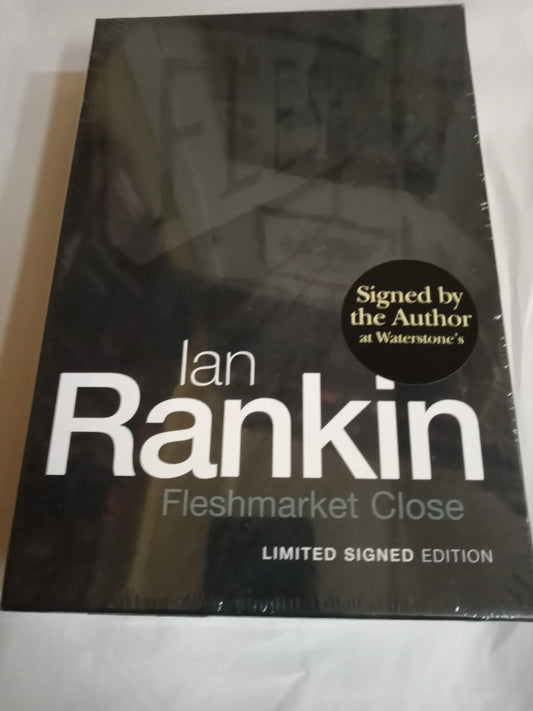 Signed by
the Author
at Waterstone's
Ian
Rankin
Fleshmarket Close
LIMITED SIGNED EDITION